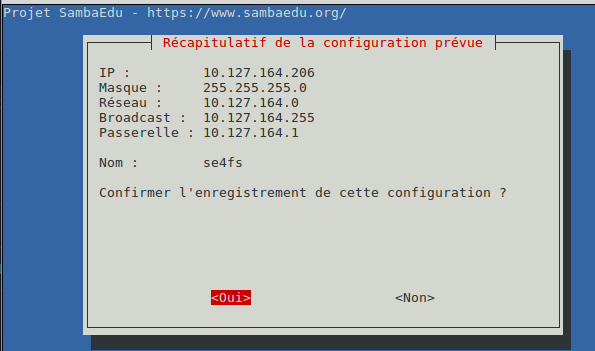 Projet SambaEdu - https://www.sambaedu.org/
Récapitulatif de la configuration prévue
IP : 10.127.164.206
Masque : 255.255.255.0
Réseau : 10.127.164.0
Broadcast : 10.127.164.255
Passerelle : 10.127.164.1
Nom : se4fs
Confirmer l'enregistrement de cette configuration ?
<Oui> <Non>